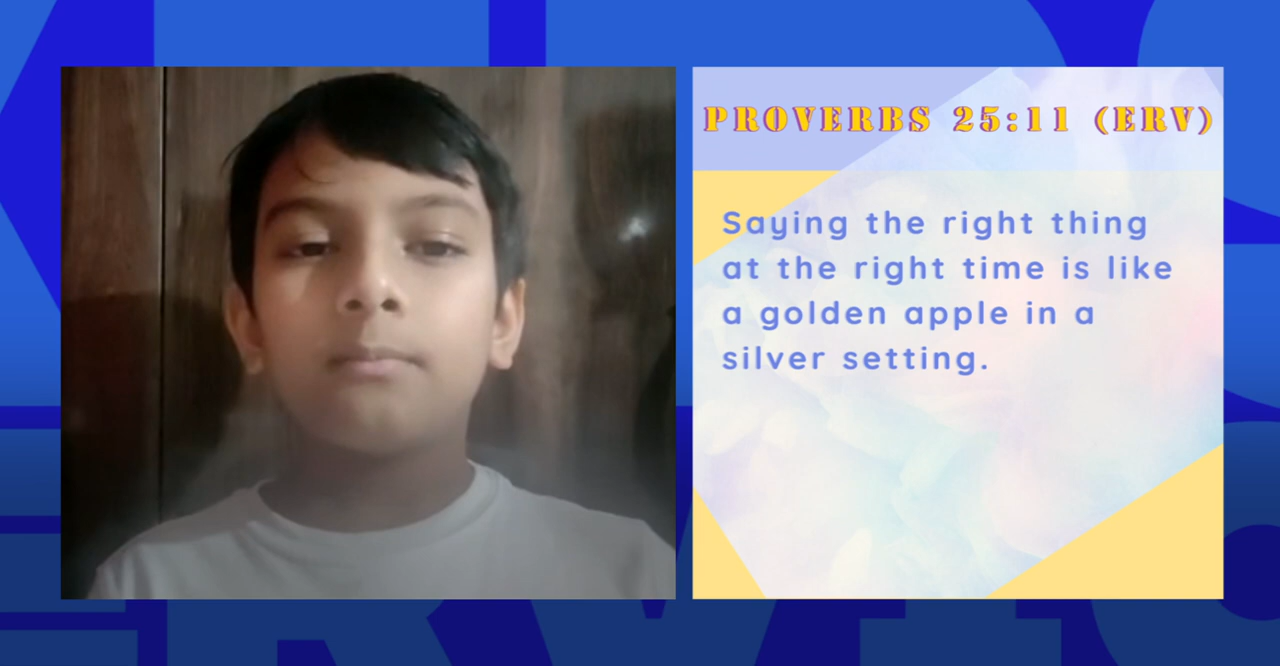 PROVERBS 25:11 (ERV)
Saying the right thing
at the right time is like
a golden apple in a
silver setting.